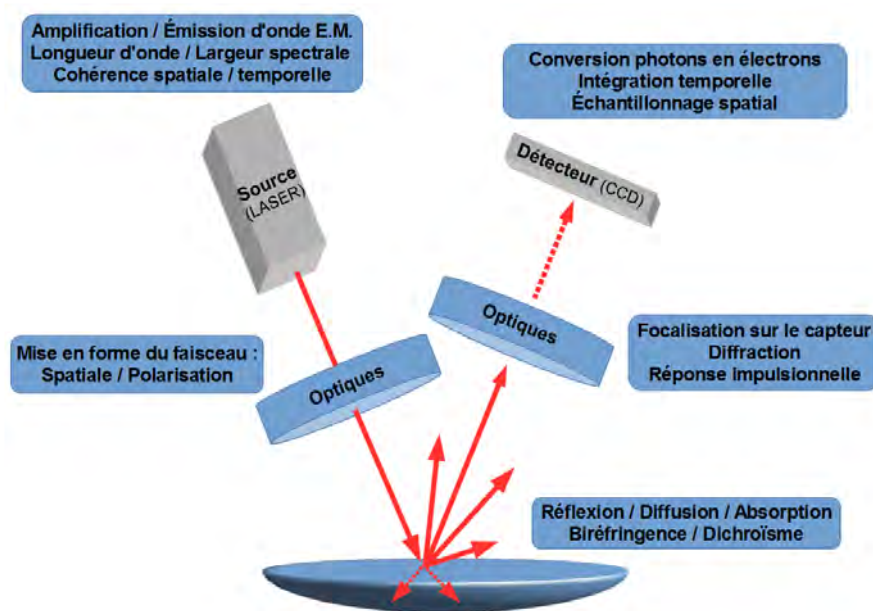 Amplification / Émission d'onde E.M.
Longueur d'onde / Largeur spectrale
Cohérence spatiale / temporelle
Conversion photons en électrons
Intégration temporelle
Échantillonnage spatial
Source
(LASER)
Détecteur (CCD)
Mise en forme du faisceau :
Spatiale / Polarisation
Optiques
Optiques
Focalisation sur le capteur
Diffraction
Réponse impulsionnelle
Réflexion / Diffusion / Absorption
Biréfringence / Dichroïsme